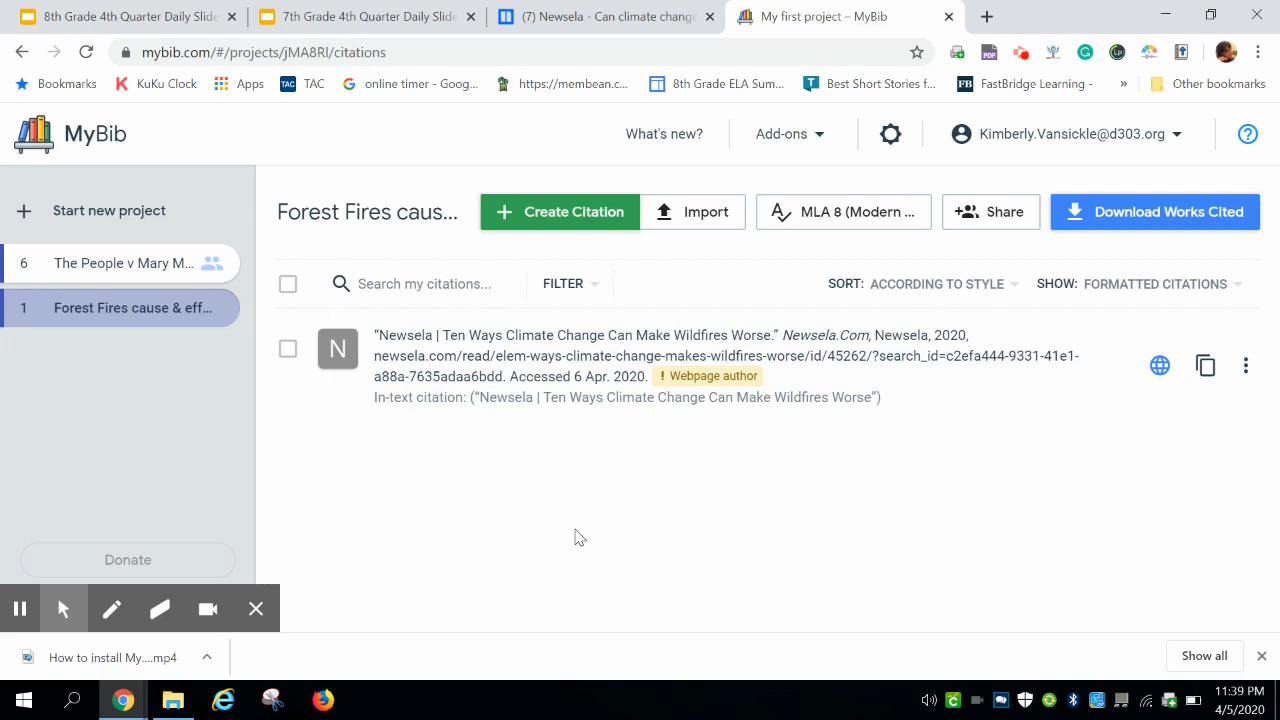 8th Grade 4th Quarter Daily Slide
7th Grade 4th Quarter Daily Slide
(7) Newsela - Can climate change
My first project – MyBib
mybib.com/#/projects/jMA8Rl/citations
PDF
Bookmarks
KuKu Clock
Apps
TAC TAC
online timer - Goog...
https://membean.c...
8th Grade ELA Sum...
T Best Short Stories f...
FB FastBridge Learning -
»
Other bookmarks
MyBib
What's new?
Add-ons
Kimberly.Vansickle@d303.org
?
+ Start new project
6 The People v Mary M...
1 Forest Fires cause & eff...
Forest Fires caus...
+ Create Citation
Import
MLA 8 (Modern ...
Share
Download Works Cited
Search my citations...
FILTER
SORT: ACCORDING TO STYLE
SHOW: FORMATTED CITATIONS
N
“Newsela | Ten Ways Climate Change Can Make Wildfires Worse.” Newsela.Com, Newsela, 2020,
newsela.com/read/elem-ways-climate-change-makes-wildfires-worse/id/45262/?search_id=c2efa444-9331-41e1-
a88a-7635adaa6bdd. Accessed 6 Apr. 2020. ! Webpage author
In-text citation: (“Newsela | Ten Ways Climate Change Can Make Wildfires Worse”)
Donate
How to install My....mp4
Show all
11:39 PM
4/5/2020